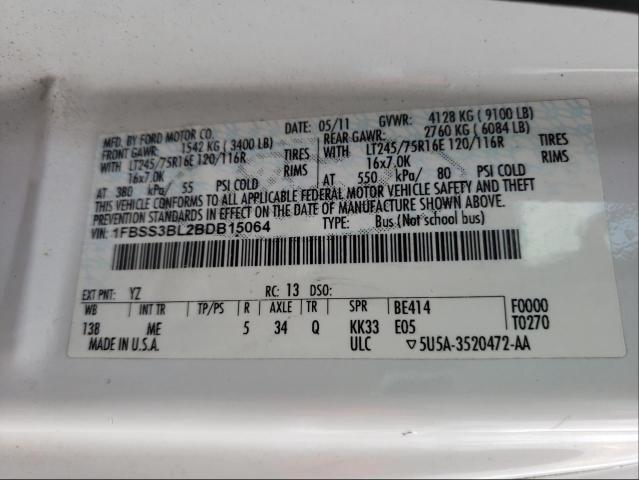 MFD. BY FORD MOTOR CO. DATE: 05/11 GVWR: 4128 KG ( 9100 LB)
FRONT GAWR: 1542 KG ( 3400 LB) REAR GAWR: 2760 KG ( 6084 LB)
WITH LT245/75R16E 120/116R TIRES WITH LT245/75R16E 120/116R TIRES
16x7.0K RIMS 16x7.0K RIMS
AT 380 kPa/ 55 PSI COLD AT 550 kPa/ 80 PSI COLD
THIS VEHICLE CONFORMS TO ALL APPLICABLE FEDERAL MOTOR VEHICLE SAFETY AND THEFT
PREVENTION STANDARDS IN EFFECT ON THE DATE OF MANUFACTURE SHOWN ABOVE.
VIN: 1FBSS3BL2BDB15064 TYPE: Bus (Not school bus)
EXT PNT: YZ RC: 13 DSO:
WB INT TR TP/PS R AXLE TR SPR BE414 F0000
138 ME 5 34 Q KK33 E05 T0270
MADE IN U.S.A. ULC ▽5U5A-3520472-AA